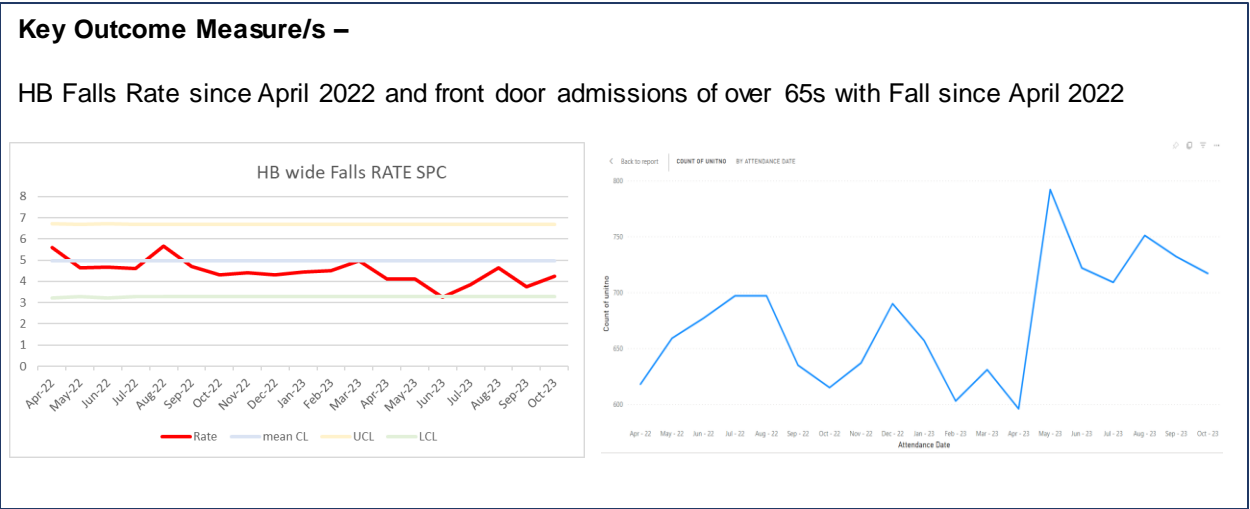 Key Outcome Measure/s –
HB Falls Rate since April 2022 and front door admissions of over 65s with Fall since April 2022
HB wide Falls RATE SPC
8
7
6
5
4
3
2
1
0
Apr-22 May-22 Jun-22 Jul-22 Aug-22 Sep-22 Oct-22 Nov-22 Dec-22 Jan-23 Feb-23 Mar-23 Apr-23 May-23 Jun-23 Jul-23 Aug-23 Sep-23 Oct-23
Rate mean CL UCL LCL
Back to report COUNT OF UNITNO BY ATTENDANCE DATE
800
750
700
650
600
Count of unitno
Apr - 22 May - 22 Jun - 22 Jul - 22 Aug - 22 Sep - 22 Oct - 22 Nov - 22 Dec - 22 Jan - 23 Feb - 23 Mar - 23 Apr - 23 May - 23 Jun - 23 Jul - 23 Aug - 23 Sep - 23 Oct - 23
Attendance Date